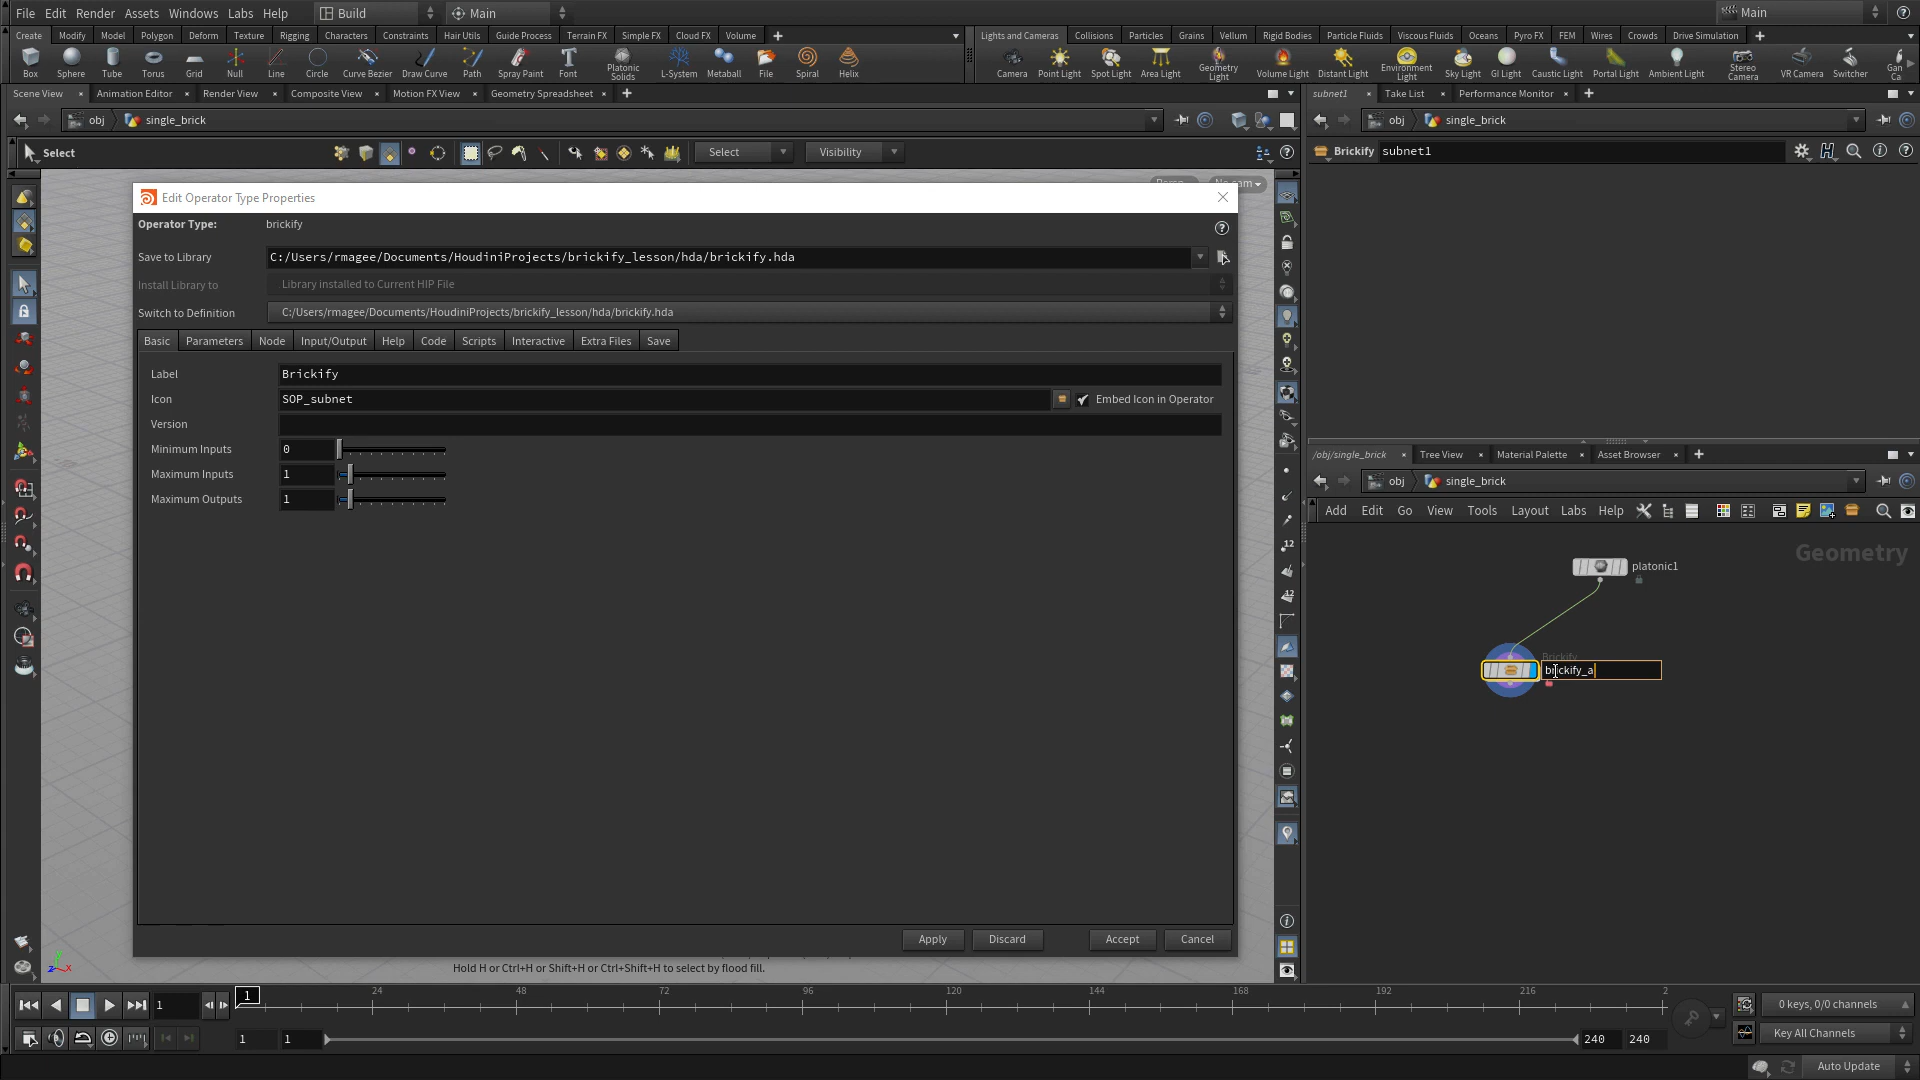 File Edit Render Assets Windows Labs Help Build Main Main
Create Modify Model Polygon Deform Texture Rigging Characters Constraints Hair Utils Guide Process Terrain FX Simple FX Cloud FX Volume
Lights and Cameras Collisions Particles Grains Vellum Rigid Bodies Particle Fluids Viscous Fluids Oceans Pyro FX FEM Wires Crowds Drive Simulation
Box Sphere Tube Torus Grid Null Line Circle Curve Bezier Draw Curve Path Spray Paint Font Platonic Solids L-System Metaball File Spiral Helix
Camera Point Light Spot Light Area Light Geometry Light Volume Light Distant Light Environment Light Sky Light GI Light Caustic Light Portal Light Ambient Light Stereo Camera VR Camera Switcher Gan Ca
Scene View Animation Editor Render View Composite View Motion FX View Geometry Spreadsheet
subnet1 Take List Performance Monitor
obj single_brick
obj single_brick
Select Select Visibility
Brickify subnet1
Edit Operator Type Properties
Operator Type: brickify
Save to Library C:/Users/rmagee/Documents/HoudiniProjects/brickify_lesson/hda/brickify.hda
Install Library to Library installed to Current HIP File
Switch to Definition C:/Users/rmagee/Documents/HoudiniProjects/brickify_lesson/hda/brickify.hda
Basic Parameters Node Input/Output Help Code Scripts Interactive Extra Files Save
Label Brickify
Icon SOP_subnet Embed Icon in Operator
Version
Minimum Inputs 0
Maximum Inputs 1
Maximum Outputs 1
Apply Discard Accept Cancel
Hold H or Ctrl+H or Shift+H or Ctrl+Shift+H to select by flood fill.
/obj/single_brick Tree View Material Palette Asset Browser
obj single_brick
Add Edit Go View Tools Layout Labs Help
Geometry
platonic1
Brickify
brickify_a
1 1 24 48 72 96 120 144 168 192 216 2
0 keys, 0/0 channels
1 1 240 240
Key All Channels
Auto Update